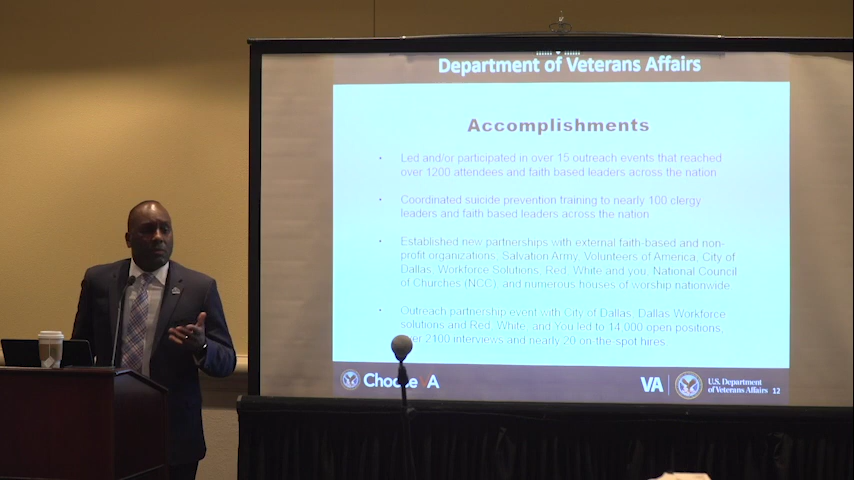 Department of Veterans Affairs
Accomplishments
• Led and/or participated in over 15 outreach events that reached
over 1200 attendees and faith based leaders across the nation
• Coordinated suicide prevention training to nearly 100 clergy
leaders and faith based leaders across the nation
• Established new partnerships with external faith-based and non-
profit organizations, Salvation Army, Volunteers of America, City of
Dallas, Workforce Solutions, Red, White and you, National Council
of Churches (NCC), and numerous houses of worship nationwide.
• Outreach partnership event with City of Dallas, Dallas Workforce
solutions and Red, White, and You led to 14,000 open positions,
over 2100 interviews and nearly 20 on-the-spot hires.
Choose VA
VA
U.S. Department
of Veterans Affairs
12